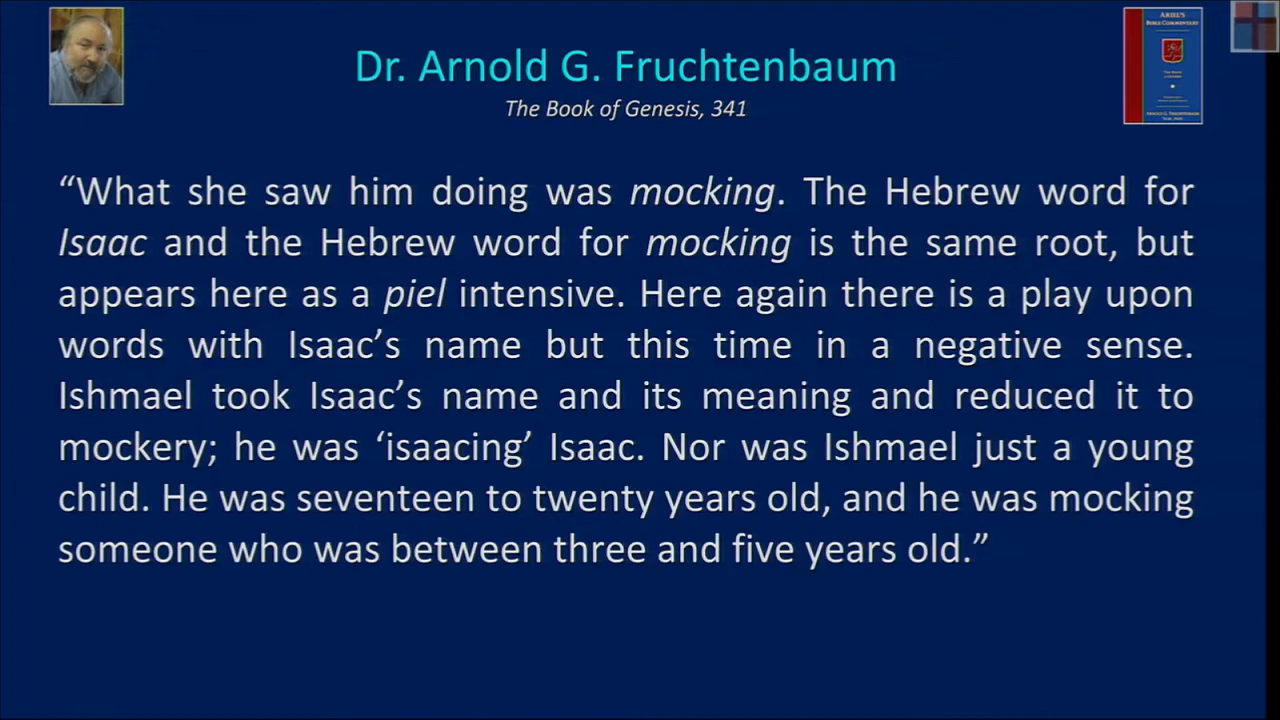 Dr. Arnold G. Fruchtenbaum
The Book of Genesis, 341
ARIEL'S
BIBLE COMMENTARY
“What she saw him doing was mocking. The Hebrew word for
Isaac and the Hebrew word for mocking is the same root, but
appears here as a piel intensive. Here again there is a play upon
words with Isaac’s name but this time in a negative sense.
Ishmael took Isaac’s name and its meaning and reduced it to
mockery; he was ‘isaacing’ Isaac. Nor was Ishmael just a young
child. He was seventeen to twenty years old, and he was mocking
someone who was between three and five years old.”